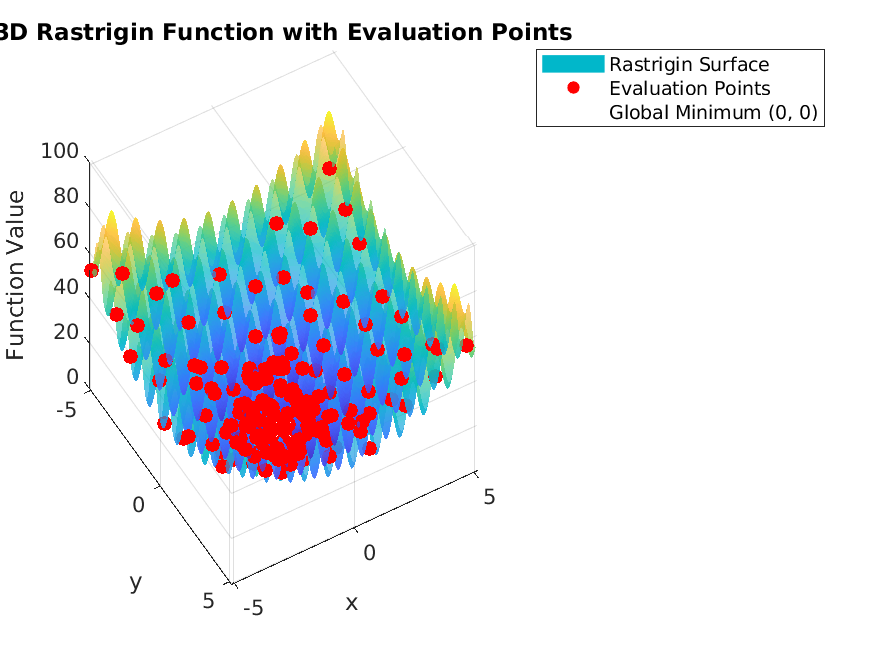 3D Rastrigin Function with Evaluation Points
Rastrigin Surface
Evaluation Points
Global Minimum (0, 0)
100
80
60
40
20
0
Function Value
-5
0
5
y
-5
0
5
x